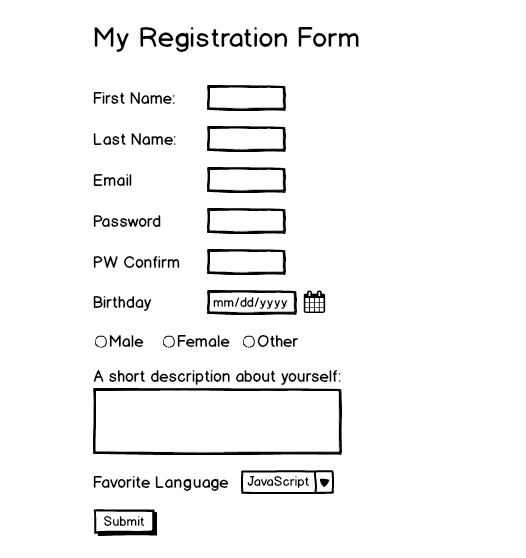 My Registration Form
First Name:
Last Name:
Email
Password
PW Confirm
Birthday mm/dd/yyyy
Male Female Other
A short description about yourself:
Favorite Language JavaScript
Submit